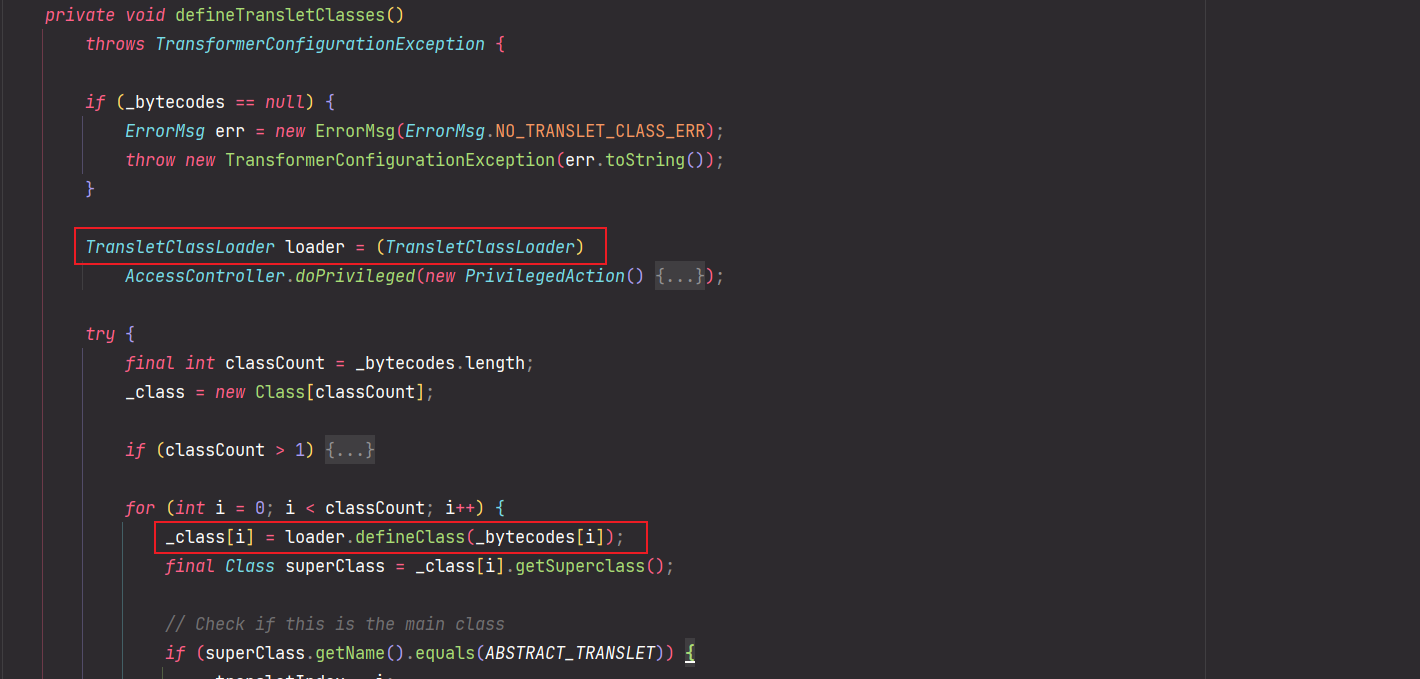 private void defineTransletClasses()
throws TransformerConfigurationException {
if (_bytecodes == null) {
ErrorMsg err = new ErrorMsg(ErrorMsg.NO_TRANSLET_CLASS_ERR);
throw new TransformerConfigurationException(err.toString());
}
TransletClassLoader loader = (TransletClassLoader)
AccessController.doPrivileged(new PrivilegedAction() {...});
try {
final int classCount = _bytecodes.length;
_class = new Class[classCount];
if (classCount > 1) {...}
for (int i = 0; i < classCount; i++) {
_class[i] = loader.defineClass(_bytecodes[i]);
final Class superClass = _class[i].getSuperclass();
// Check if this is the main class
if (superClass.getName().equals(ABSTRACT_TRANSLET)) {